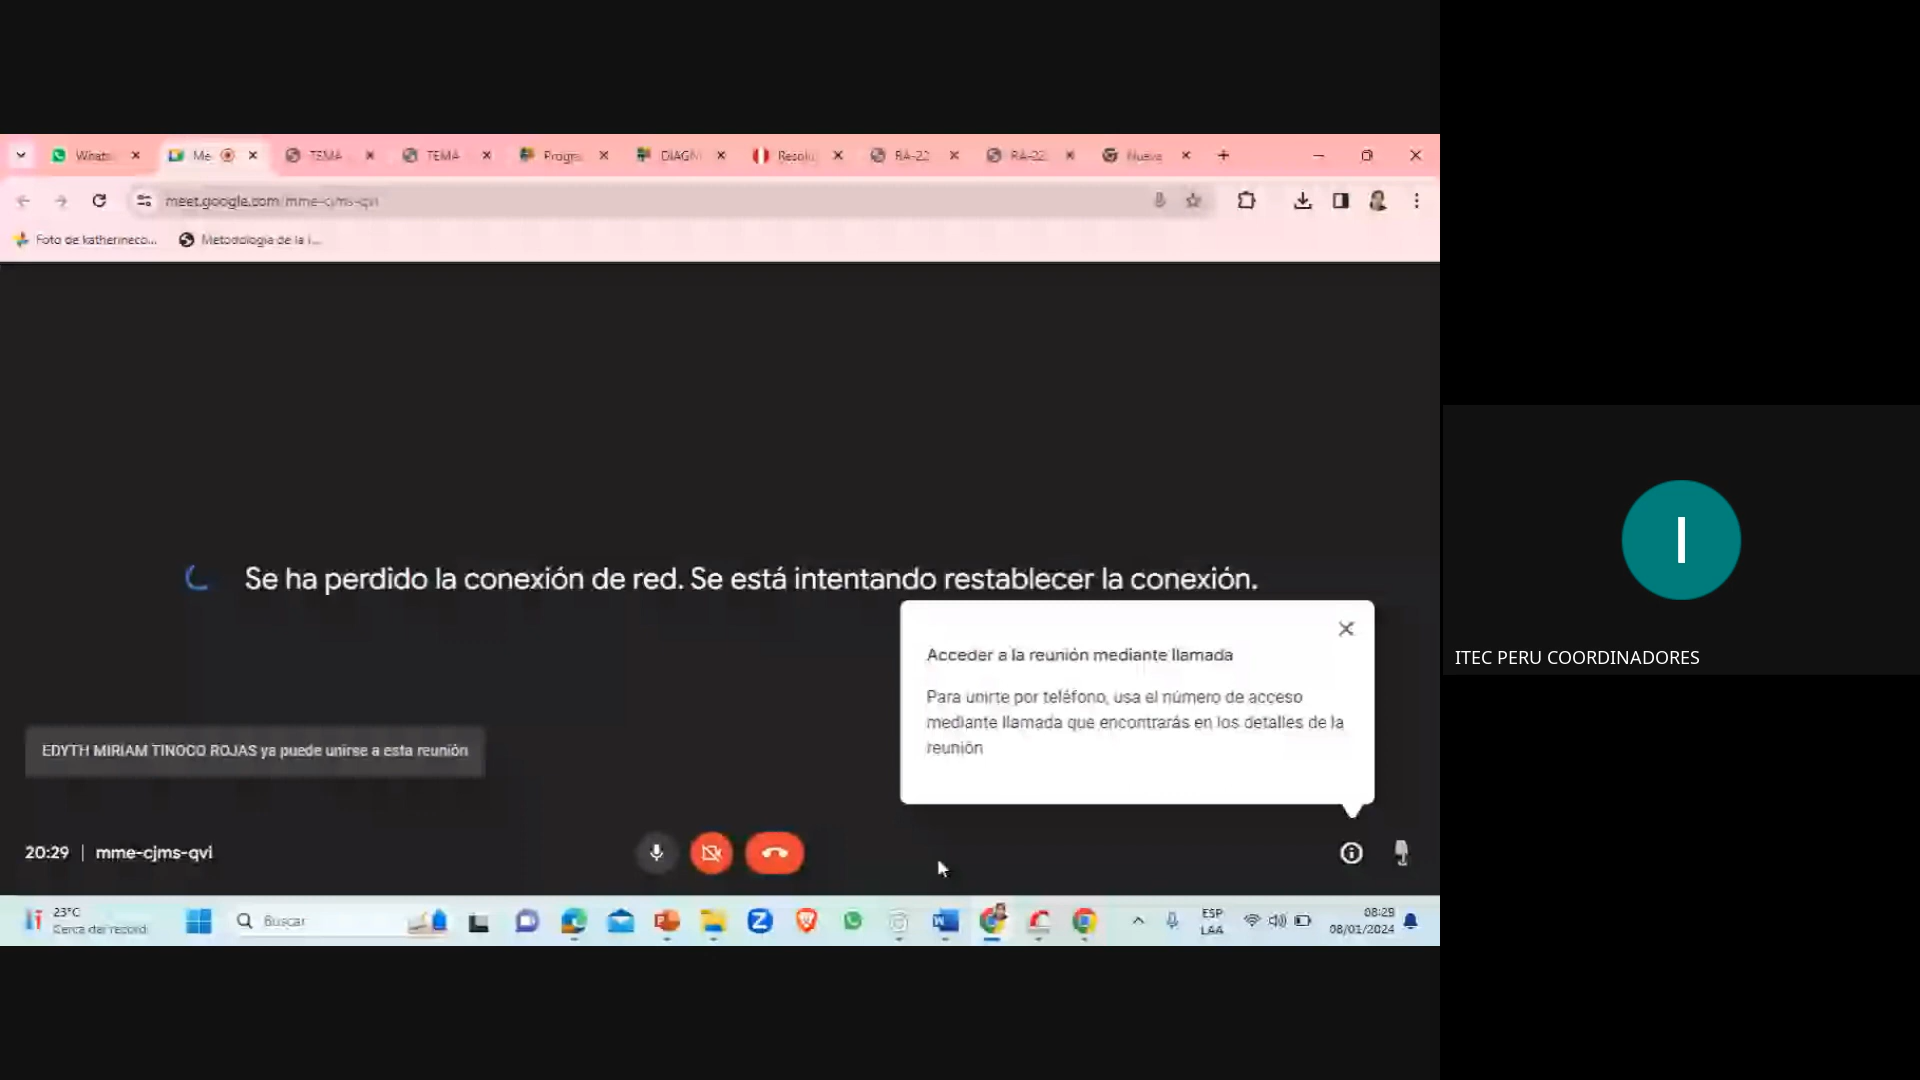 Whats
Me
TEMA
TEMA
Progra
DIAGN
Resolu
RA-22
RA-22
Nueva
meet.google.com/mme-cjms-qvi
Foto de katherineco...
Metodologia de la i...
Se ha perdido la conexión de red. Se está intentando restablecer la conexión.
Acceder a la reunión mediante llamada
Para unirte por teléfono, usa el número de acceso
mediante llamada que encontrarás en los detalles de la
reunión
EDYTH MIRIAM TINOCO ROJAS ya puede unirse a esta reunión
20:29 | mme-cjms-qvi
I
ITEC PERU COORDINADORES
23°C
Cerca del récord
Buscar
ESP
LAA
08:29
08/01/2024